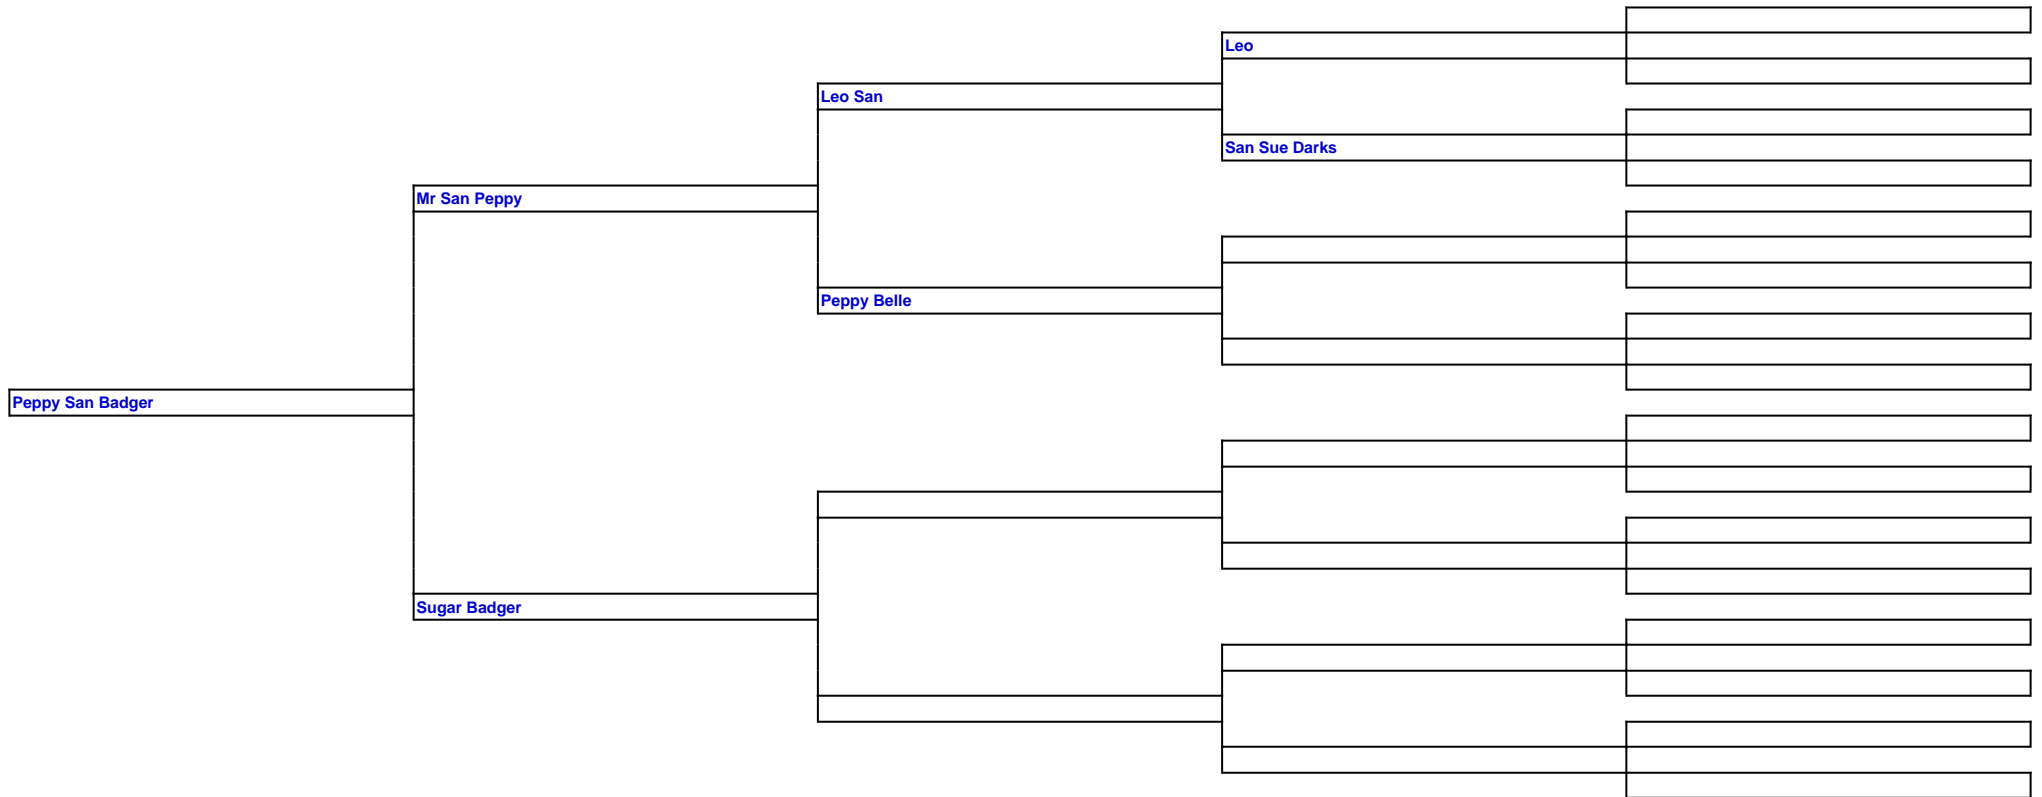 Leo
Leo San
San Sue Darks
Mr San Peppy
Peppy Belle
Peppy San Badger
Sugar Badger